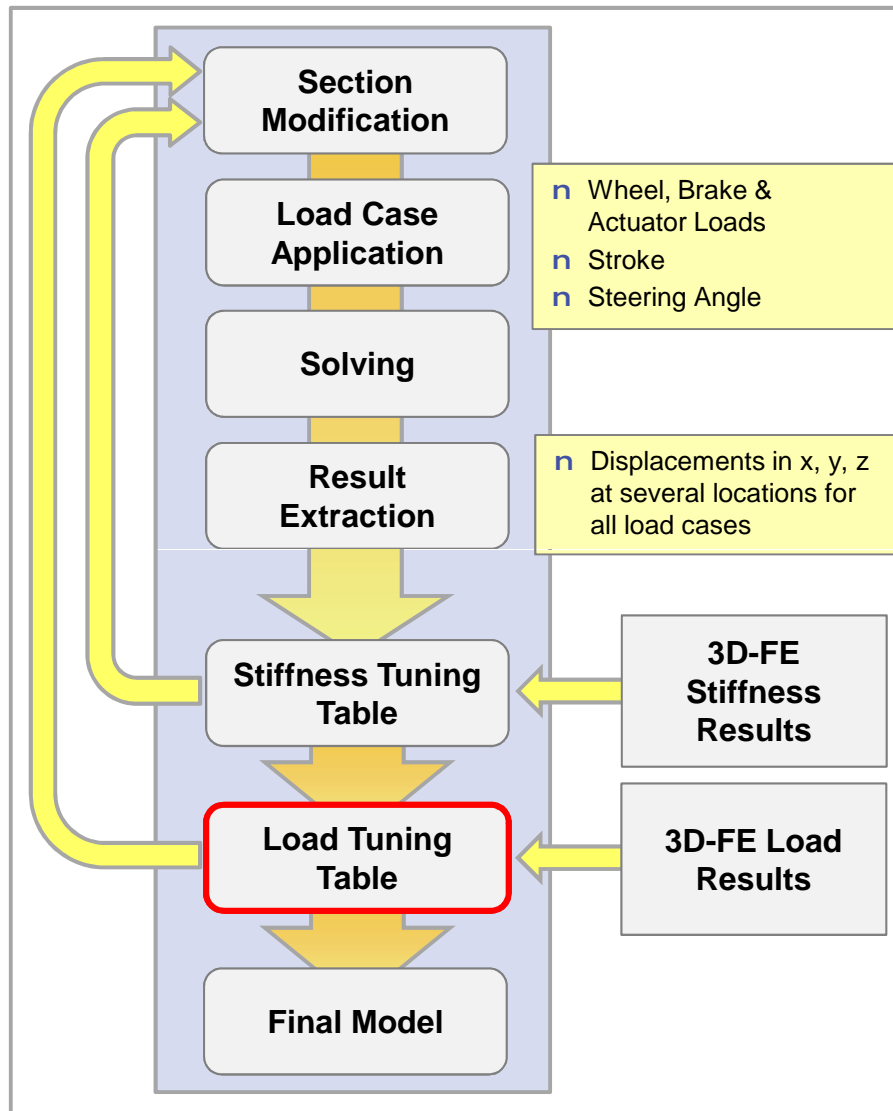 Section
Modification
Load Case
Application
n Wheel, Brake &
Actuator Loads
n Stroke
n Steering Angle
Solving
Result
Extraction
n Displacements in x, y, z
at several locations for
all load cases
Stiffness Tuning
Table
3D-FE
Stiffness
Results
Load Tuning
Table
3D-FE Load
Results
Final Model